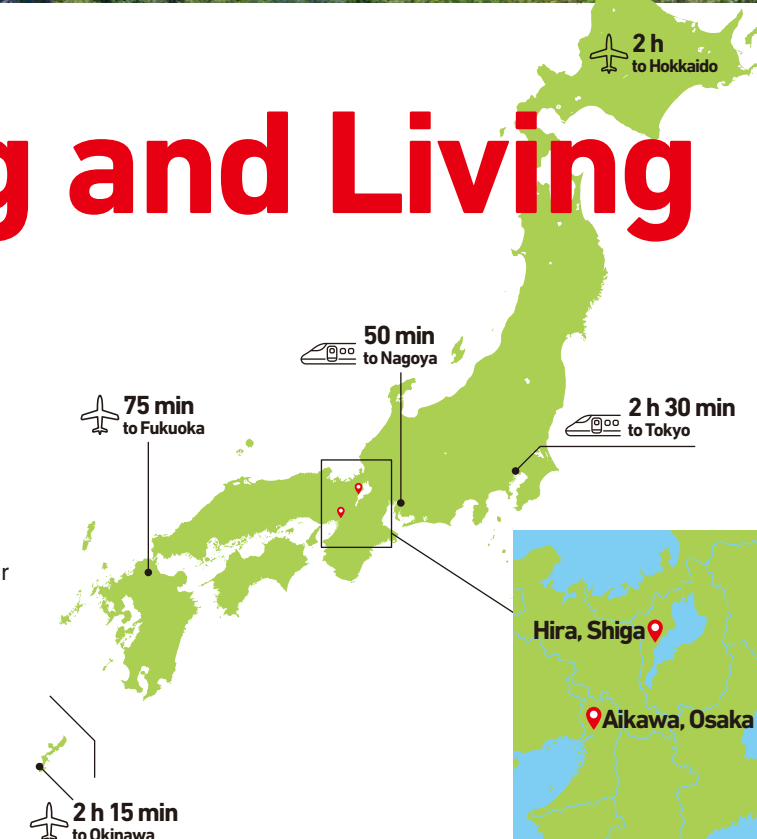 2 h
to Hokkaido
g and Living
50 min
to Nagoya
75 min
to Fukuoka
2 h 30 min
to Tokyo
r
Hira, Shiga
Aikawa, Osaka
2 h 15 min
to Okinawa